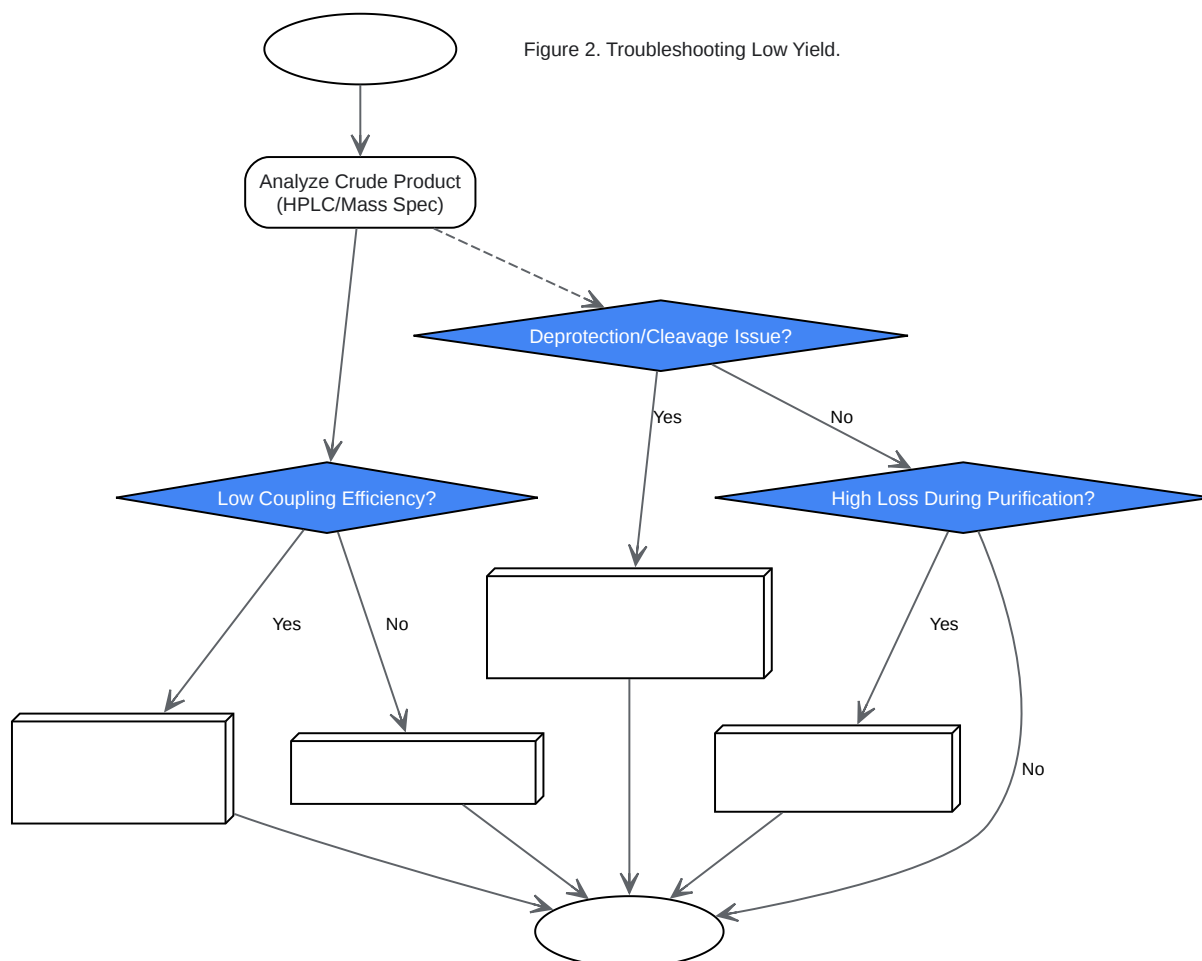 Figure 2. Troubleshooting Low Yield.
Analyze Crude Product
(HPLC/Mass Spec)
Deprotection/Cleavage Issue?
Yes
No
Low Coupling Efficiency?
High Loss During Purification?
Yes
No
Yes
No